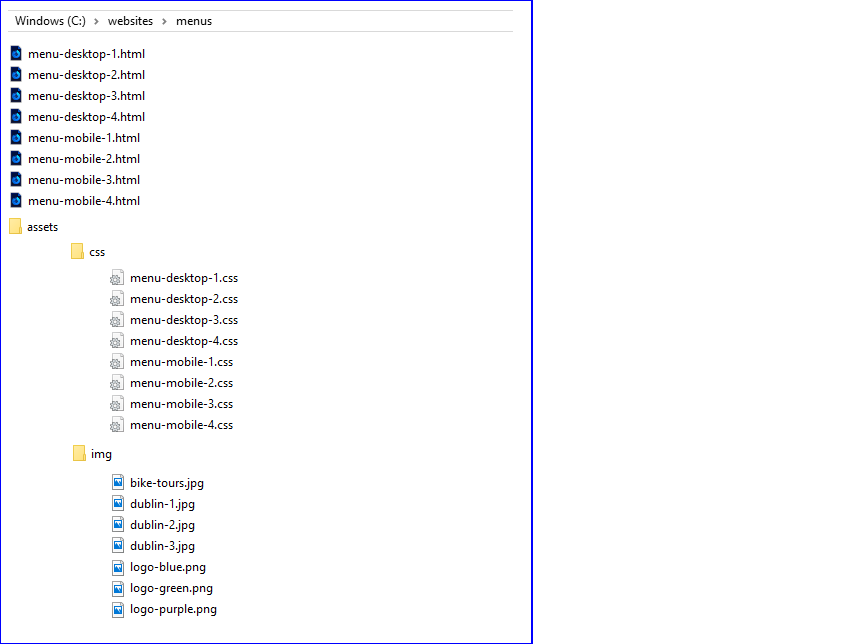 Windows (C:) > websites > menus
menu-desktop-1.html
menu-desktop-2.html
menu-desktop-3.html
menu-desktop-4.html
menu-mobile-1.html
menu-mobile-2.html
menu-mobile-3.html
menu-mobile-4.html
assets
css
menu-desktop-1.css
menu-desktop-2.css
menu-desktop-3.css
menu-desktop-4.css
menu-mobile-1.css
menu-mobile-2.css
menu-mobile-3.css
menu-mobile-4.css
img
bike-tours.jpg
dublin-1.jpg
dublin-2.jpg
dublin-3.jpg
logo-blue.png
logo-green.png
logo-purple.png